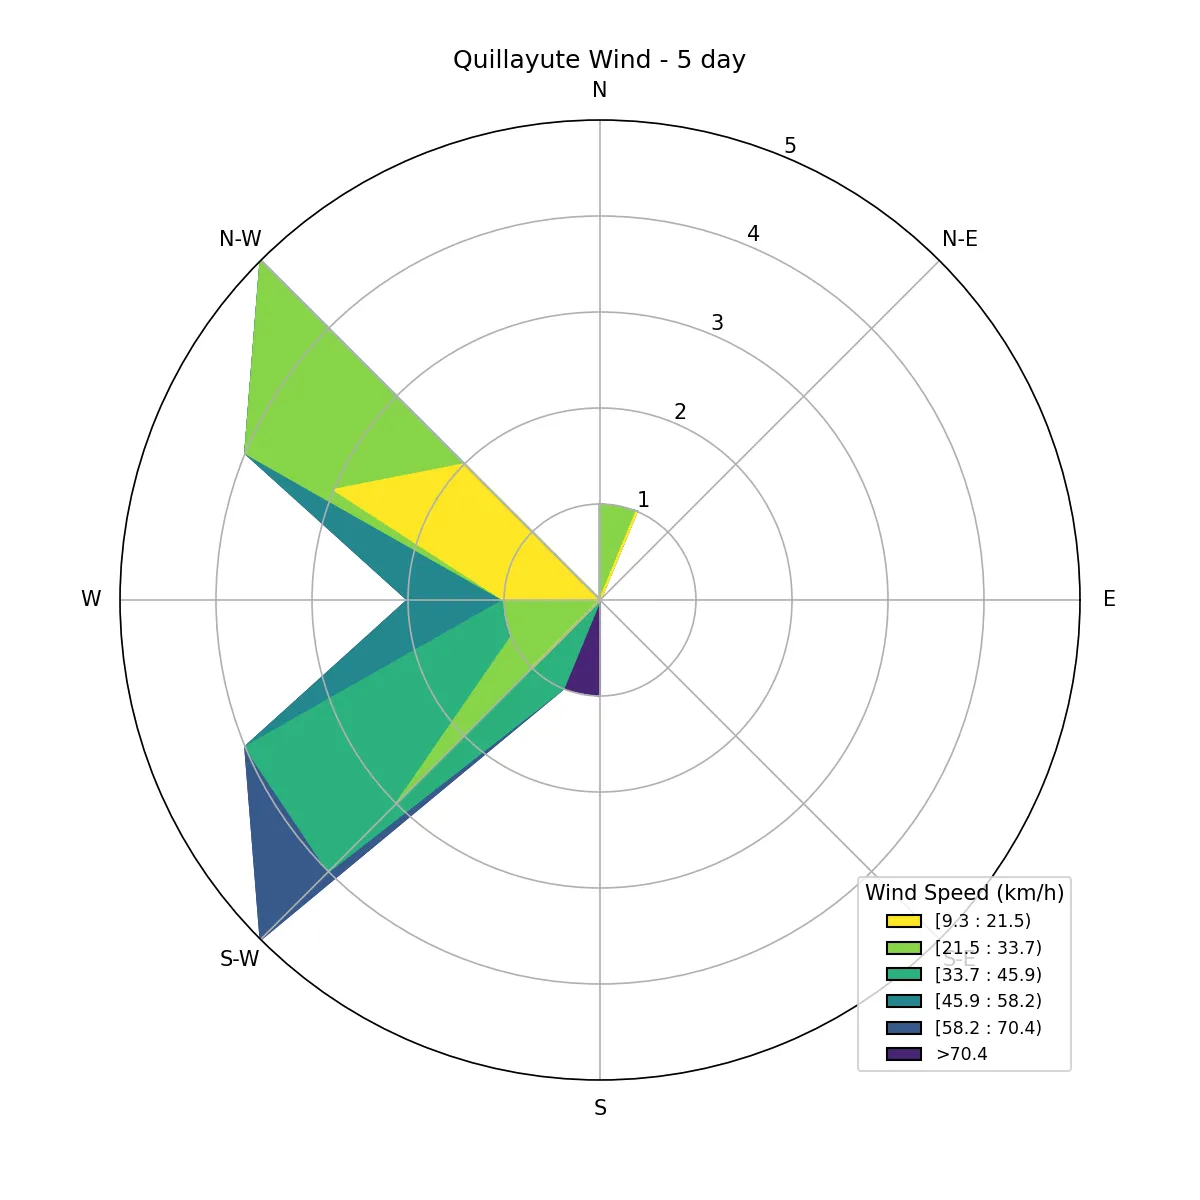 Quillayute Wind - 5 day
N
5
N-W
N-E
4
3
2
1
W
E
Wind Speed (km/h)
[9.3 : 21.5)
[21.5 : 33.7)
S-W
S-E
[33.7 : 45.9)
[45.9 : 58.2)
[58.2 : 70.4)
>70.4
S